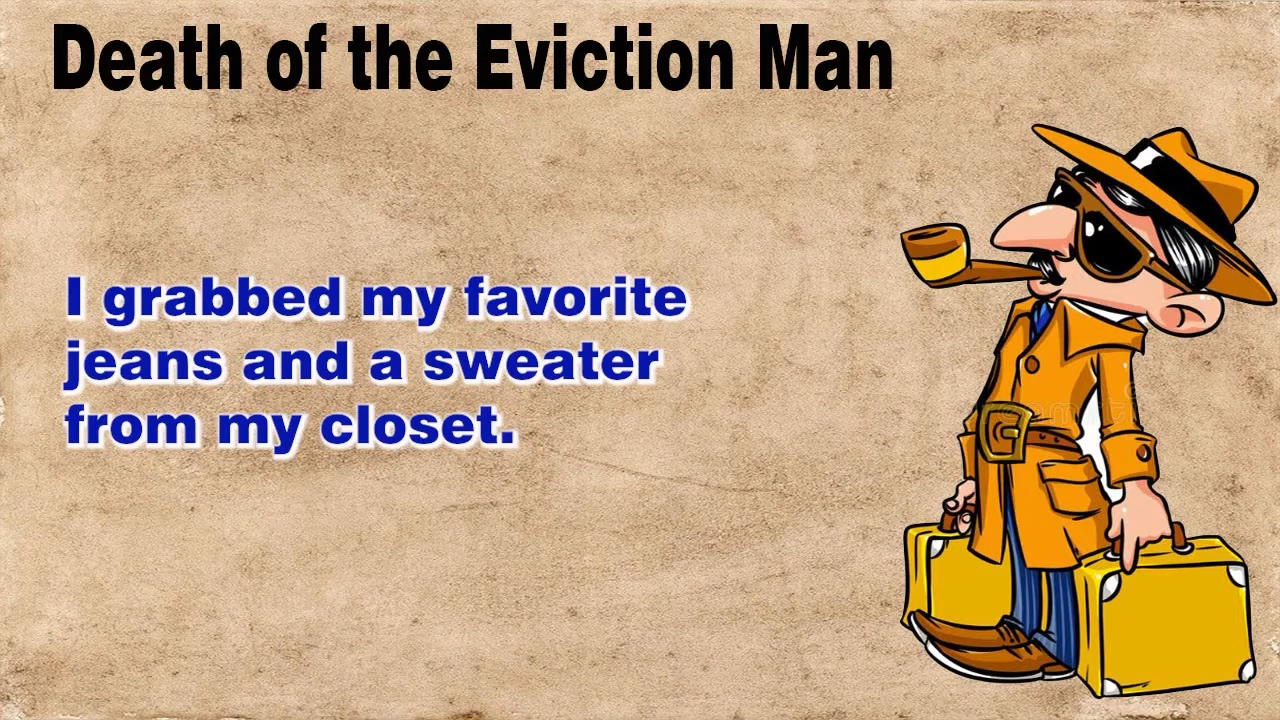 Death of the Eviction Man
I grabbed my favorite
jeans and a sweater
from my closet.